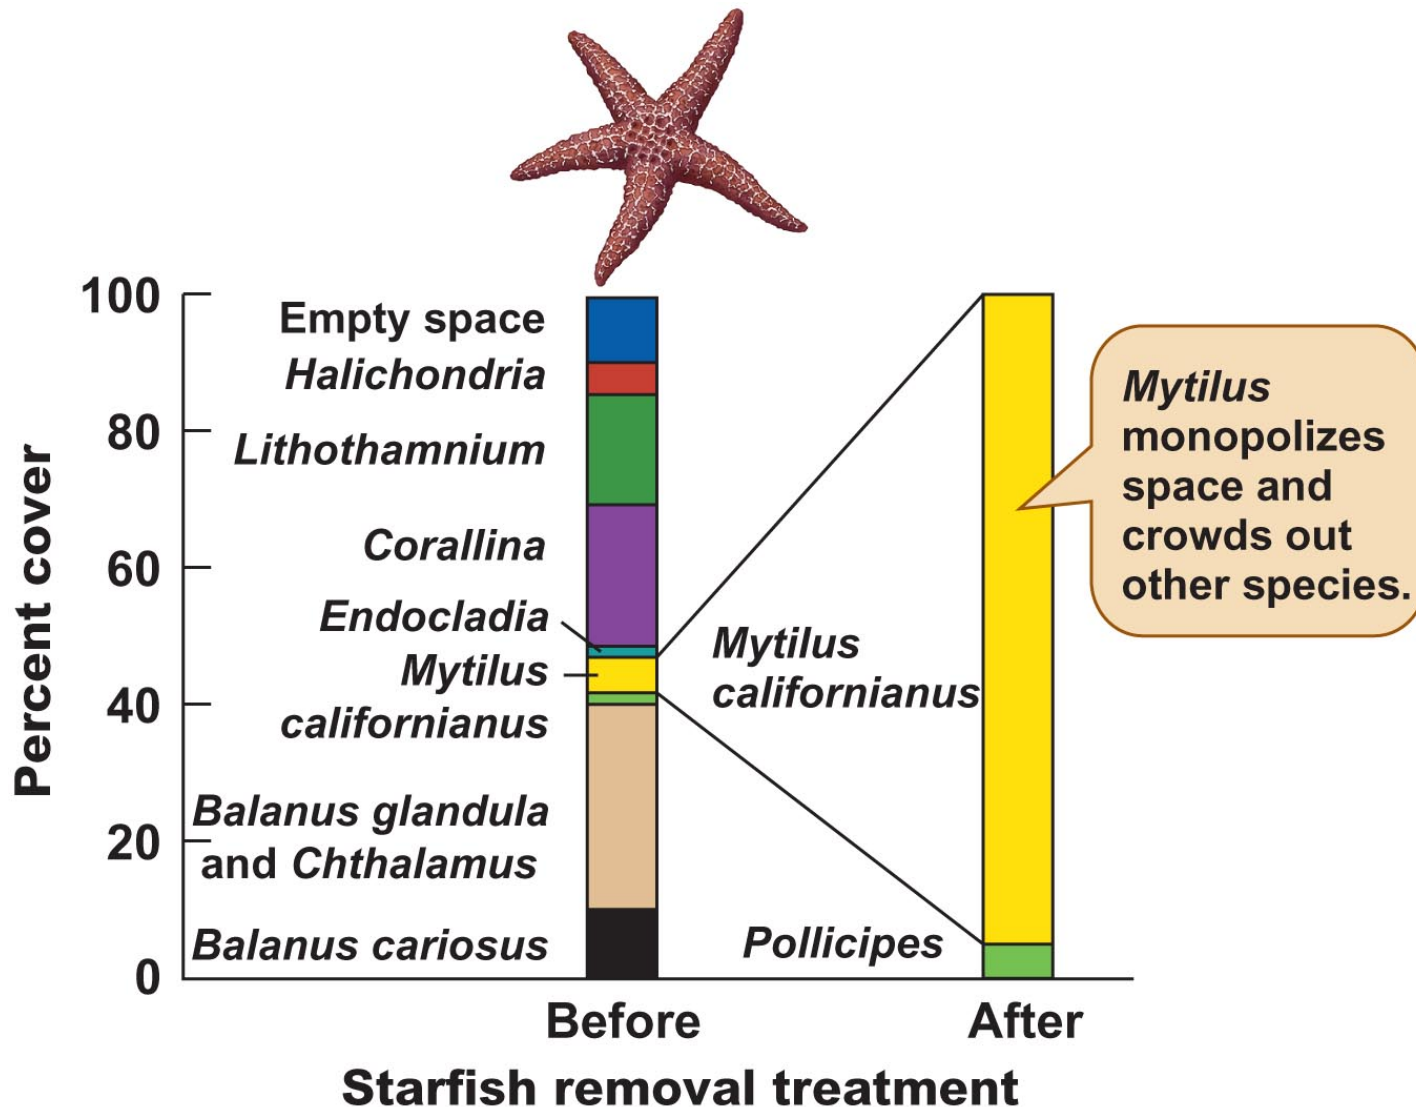 100
80
60
40
20
0
Percent cover
Empty space
Halichondria
Lithothamnium
Corallina
Endocladia
Mytilus
californianus
Balanus glandula
and Chthalamus
Balanus cariosus
Mytilus
californianus
Pollicipes
Mytilus
monopolizes
space and
crowds out
other species.
Before
After
Starfish removal treatment